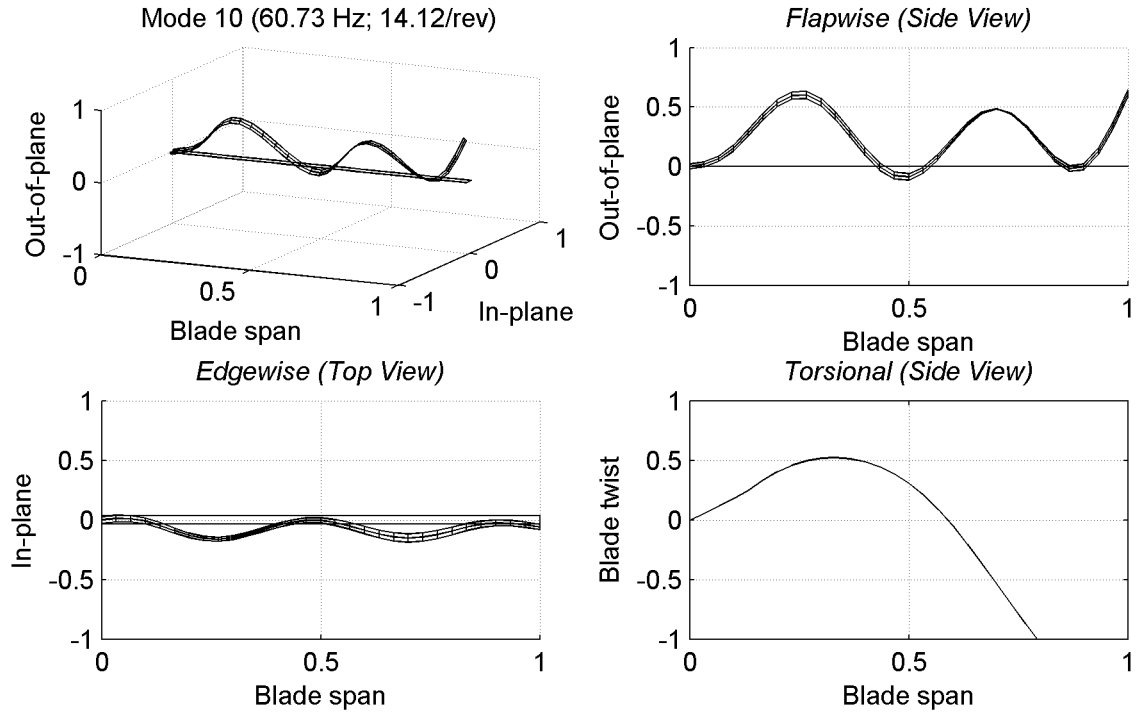 Mode 10 (60.73 Hz; 14.12/rev)
Out-of-plane
1
0
-1
0
0.5
1
Blade span
-1
0
1
In-plane
Flapwise (Side View)
Out-of-plane
1
0.5
0
-0.5
-1
0
0.5
1
Blade span
Edgewise (Top View)
In-plane
1
0.5
0
-0.5
-1
0
0.5
1
Blade span
Torsional (Side View)
Blade twist
1
0.5
0
-0.5
-1
0
0.5
1
Blade span